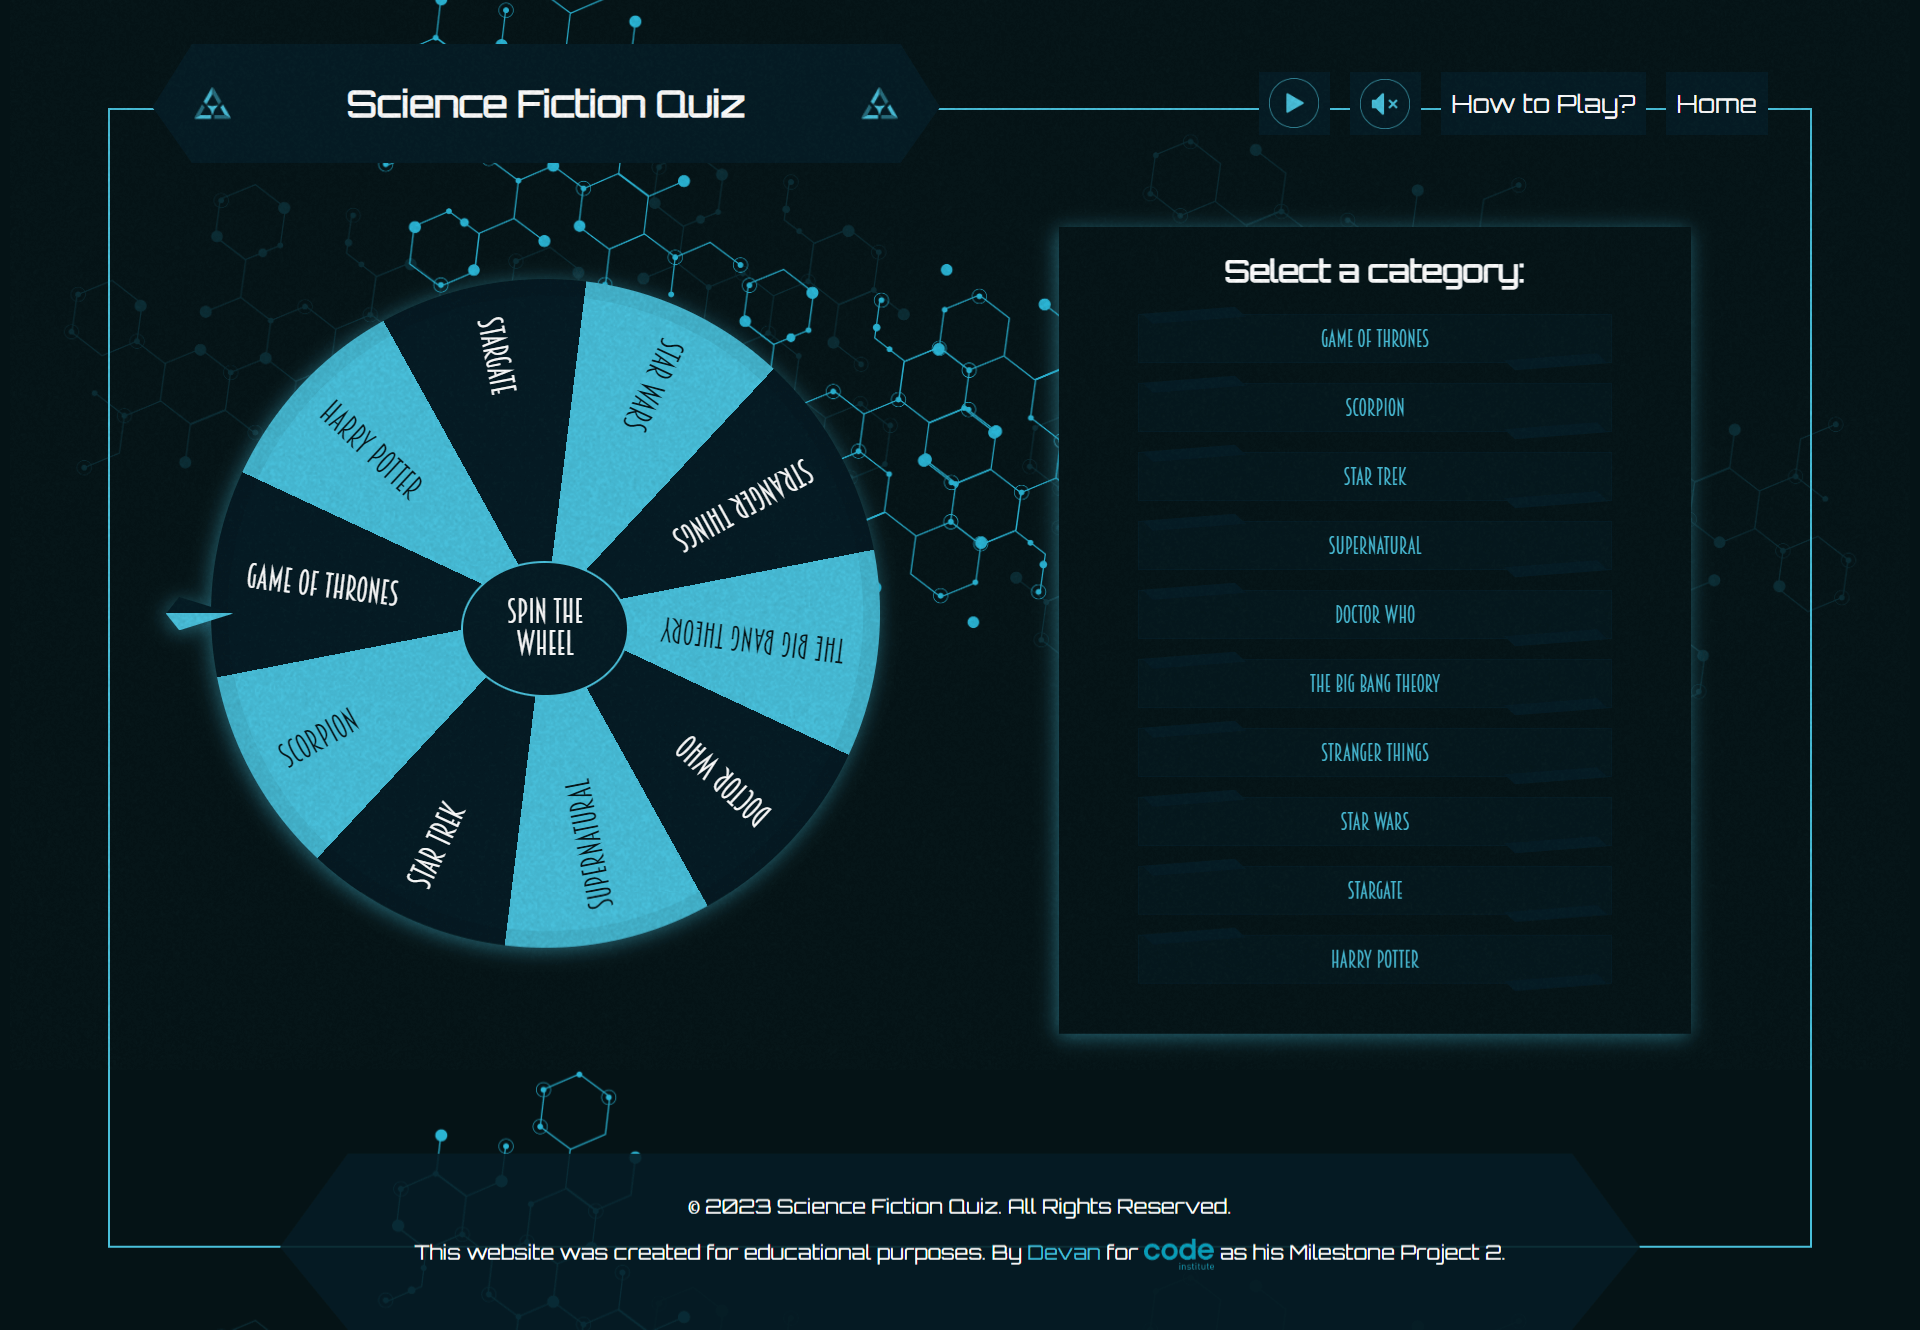 Science Fiction Quiz
How to Play?
Home
STARGATE
STAR WARS
HARRY POTTER
STRANGER THINGS
GAME OF THRONES
SPIN THE
WHEEL
THE BIG BANG THEORY
SCORPION
DOCTOR WHO
STAR TREK
SUPERNATURAL
Select a category:
GAME OF THRONES
SCORPION
STAR TREK
SUPERNATURAL
DOCTOR WHO
THE BIG BANG THEORY
STRANGER THINGS
STAR WARS
STARGATE
HARRY POTTER
© 2023 Science Fiction Quiz. All Rights Reserved.
This website was created for educational purposes. By Devan for code institute as his Milestone Project 2.